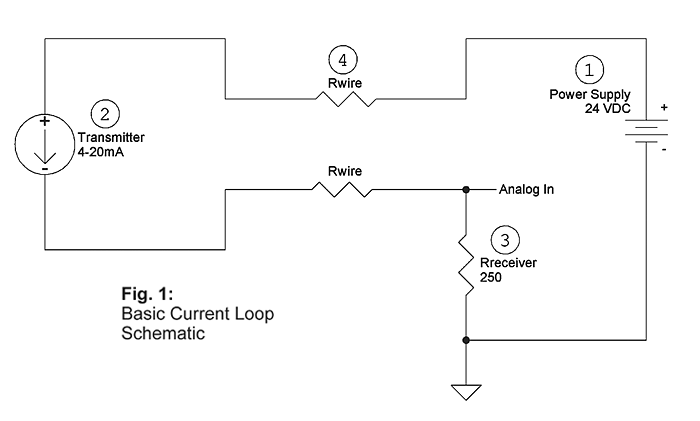 4
Rwire
1
Power Supply
24 VDC
+
-
2
+
Transmitter
4-20mA
-
Rwire
Analog In
3
Rreceiver
250
Fig. 1:
Basic Current Loop
Schematic